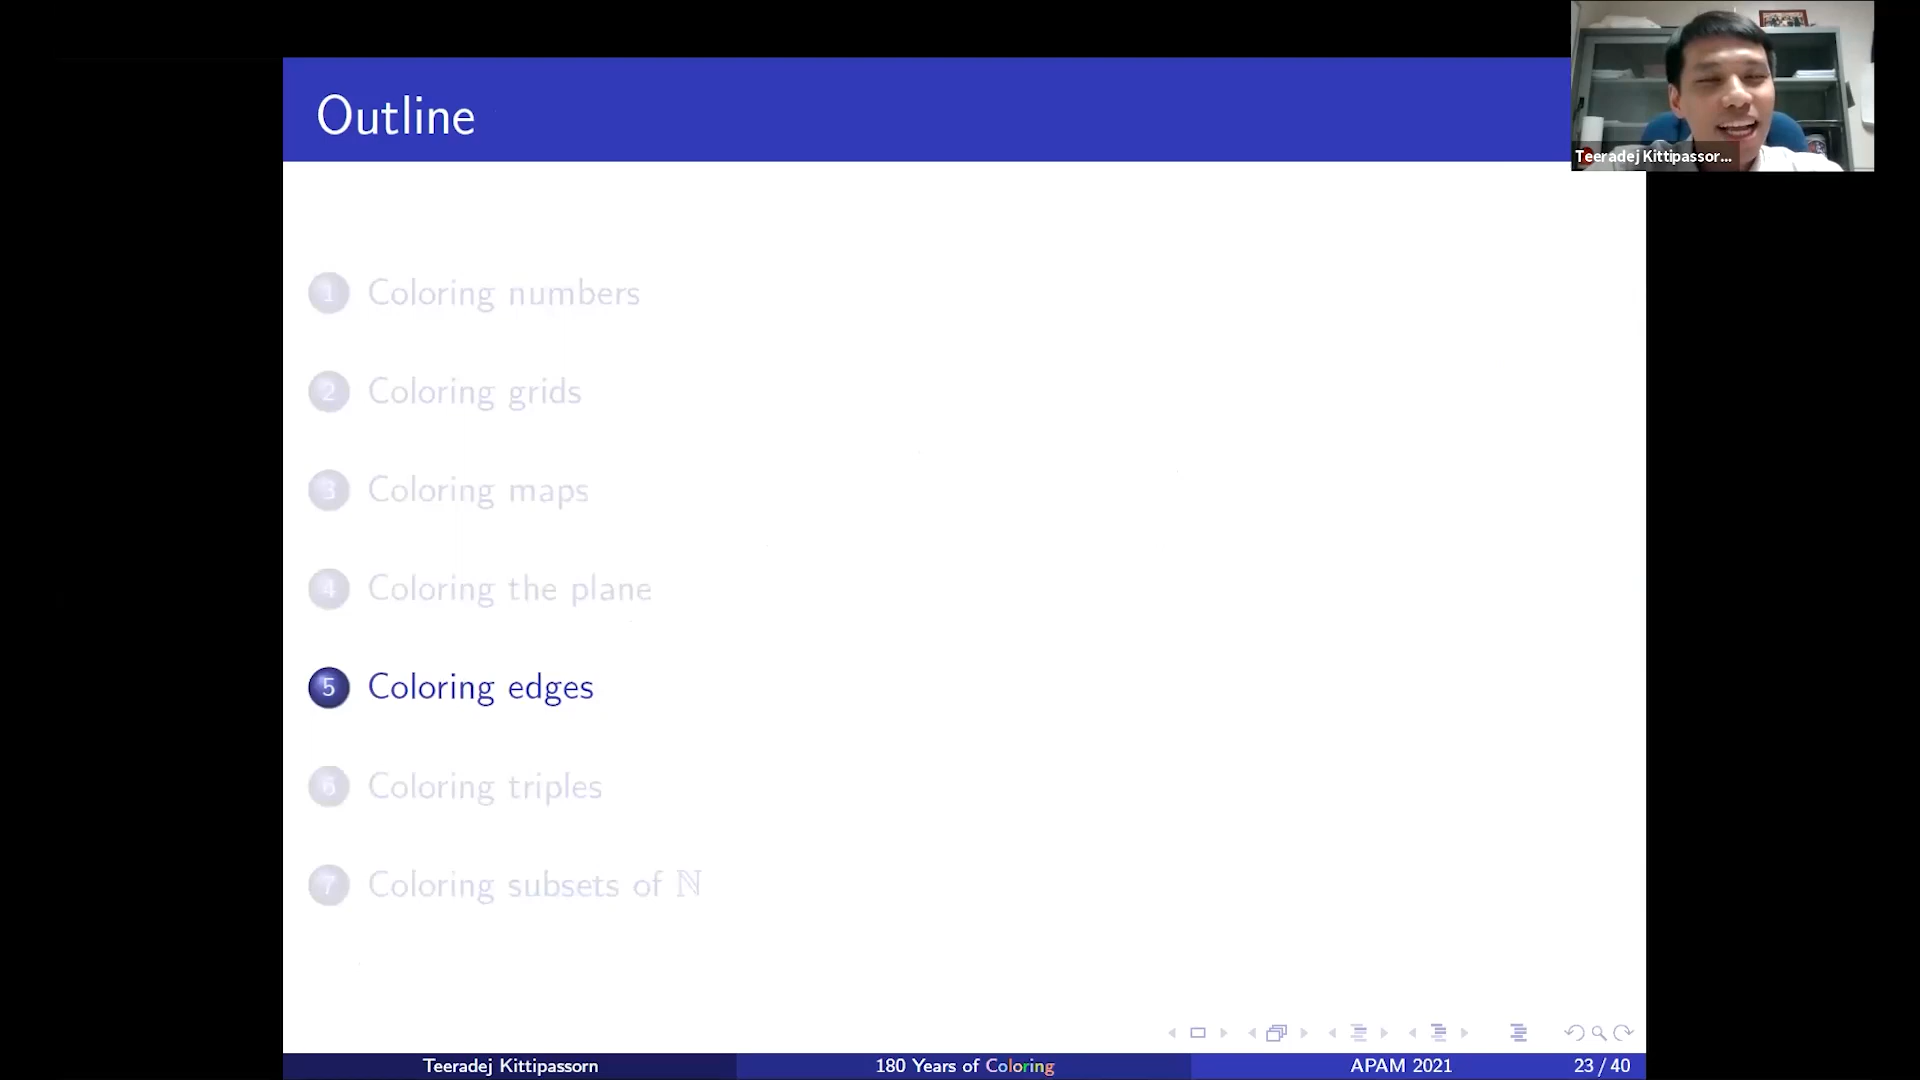 Outline
Teeradej Kittipassor...
1 Coloring numbers
2 Coloring grids
3 Coloring maps
4 Coloring the plane
5 Coloring edges
6 Coloring triples
7 Coloring subsets of ℕ
Teeradej Kittipassorn 180 Years of Coloring APAM 2021 23 / 40